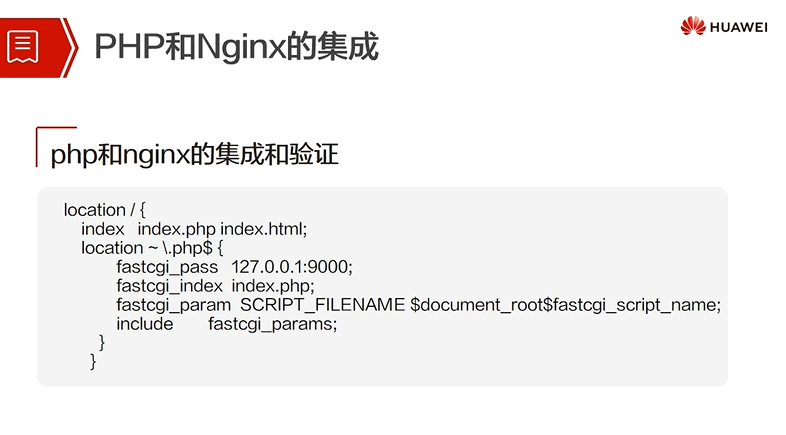 PHP和Nginx的集成
HUAWEI
php和nginx的集成和验证
location / {
index index.php index.html;
location ~ \.php$ {
fastcgi_pass 127.0.0.1:9000;
fastcgi_index index.php;
fastcgi_param SCRIPT_FILENAME $document_root$fastcgi_script_name;
include fastcgi_params;
}
}